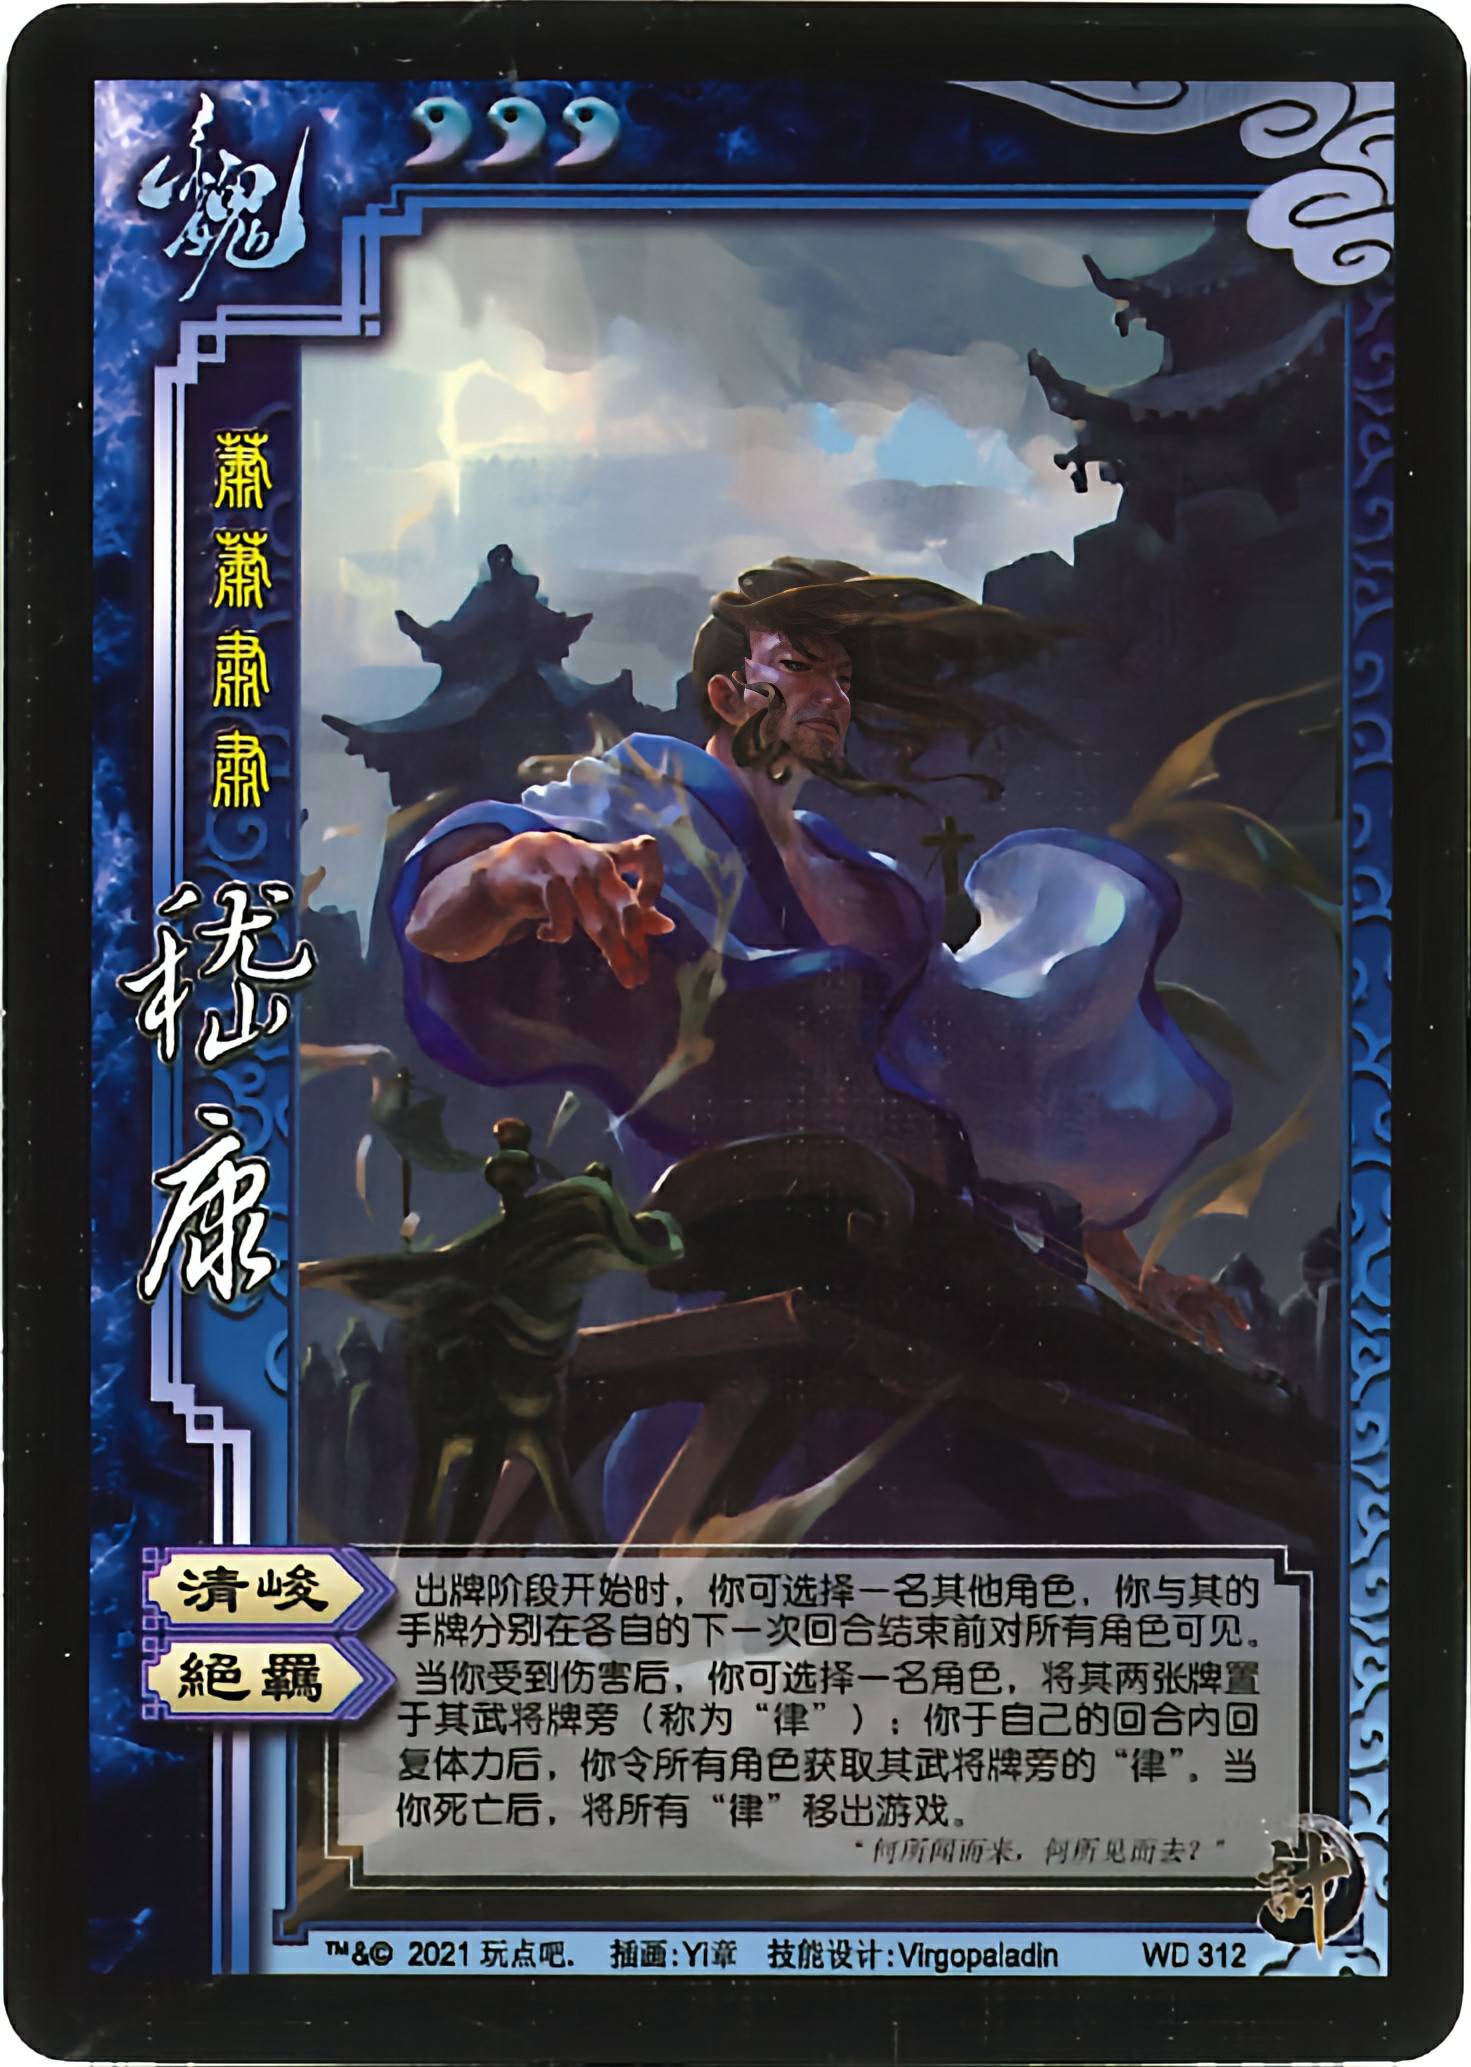 魏
蕭蕭肅肅
嵇康
清峻
出牌阶段开始时，你可选择一名其他角色，你与其的
手牌分别在各自的下一次回合结束前对所有角色可见。
絕羈
当你受到伤害后，你可选择一名角色，将其两张牌置
于其武将牌旁（称为“律”）；你于自己的回合内回
复体力后，你令所有角色获取其武将牌旁的“律”。当
你死亡后，将所有“律”移出游戏。
“何所闻而来，何所见而去？”
計
™&© 2021 玩点吧. 插画:Yi章 技能设计:Virgopaladin WD 312